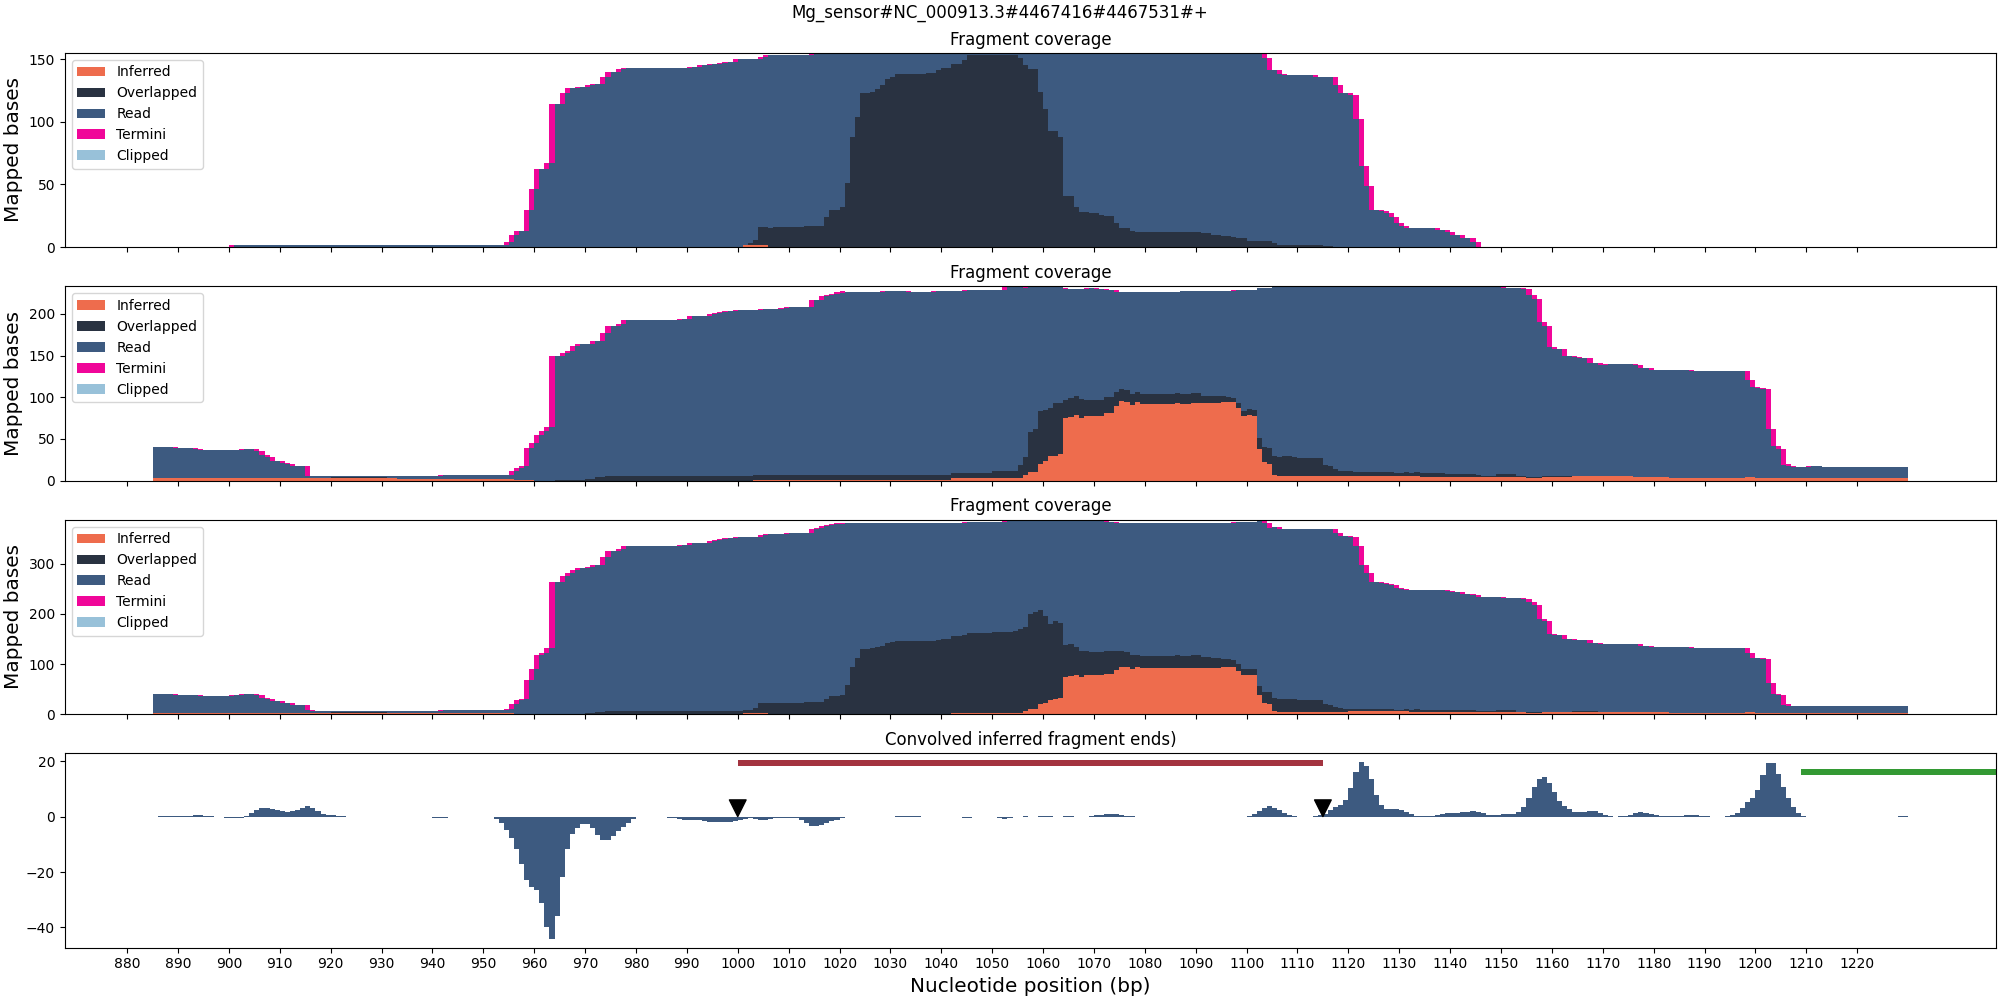 Mg_sensor#NC_000913.3#4467416#4467531#+
Fragment coverage
Mapped bases
150
100
50
0
Inferred
Overlapped
Read
Termini
Clipped
Fragment coverage
Mapped bases
200
150
100
50
0
Inferred
Overlapped
Read
Termini
Clipped
Fragment coverage
Mapped bases
300
200
100
0
Inferred
Overlapped
Read
Termini
Clipped
Convolved inferred fragment ends)
20
0
−20
−40
880 890 900 910 920 930 940 950 960 970 980 990 1000 1010 1020 1030 1040 1050 1060 1070 1080 1090 1100 1110 1120 1130 1140 1150 1160 1170 1180 1190 1200 1210 1220
Nucleotide position (bp)